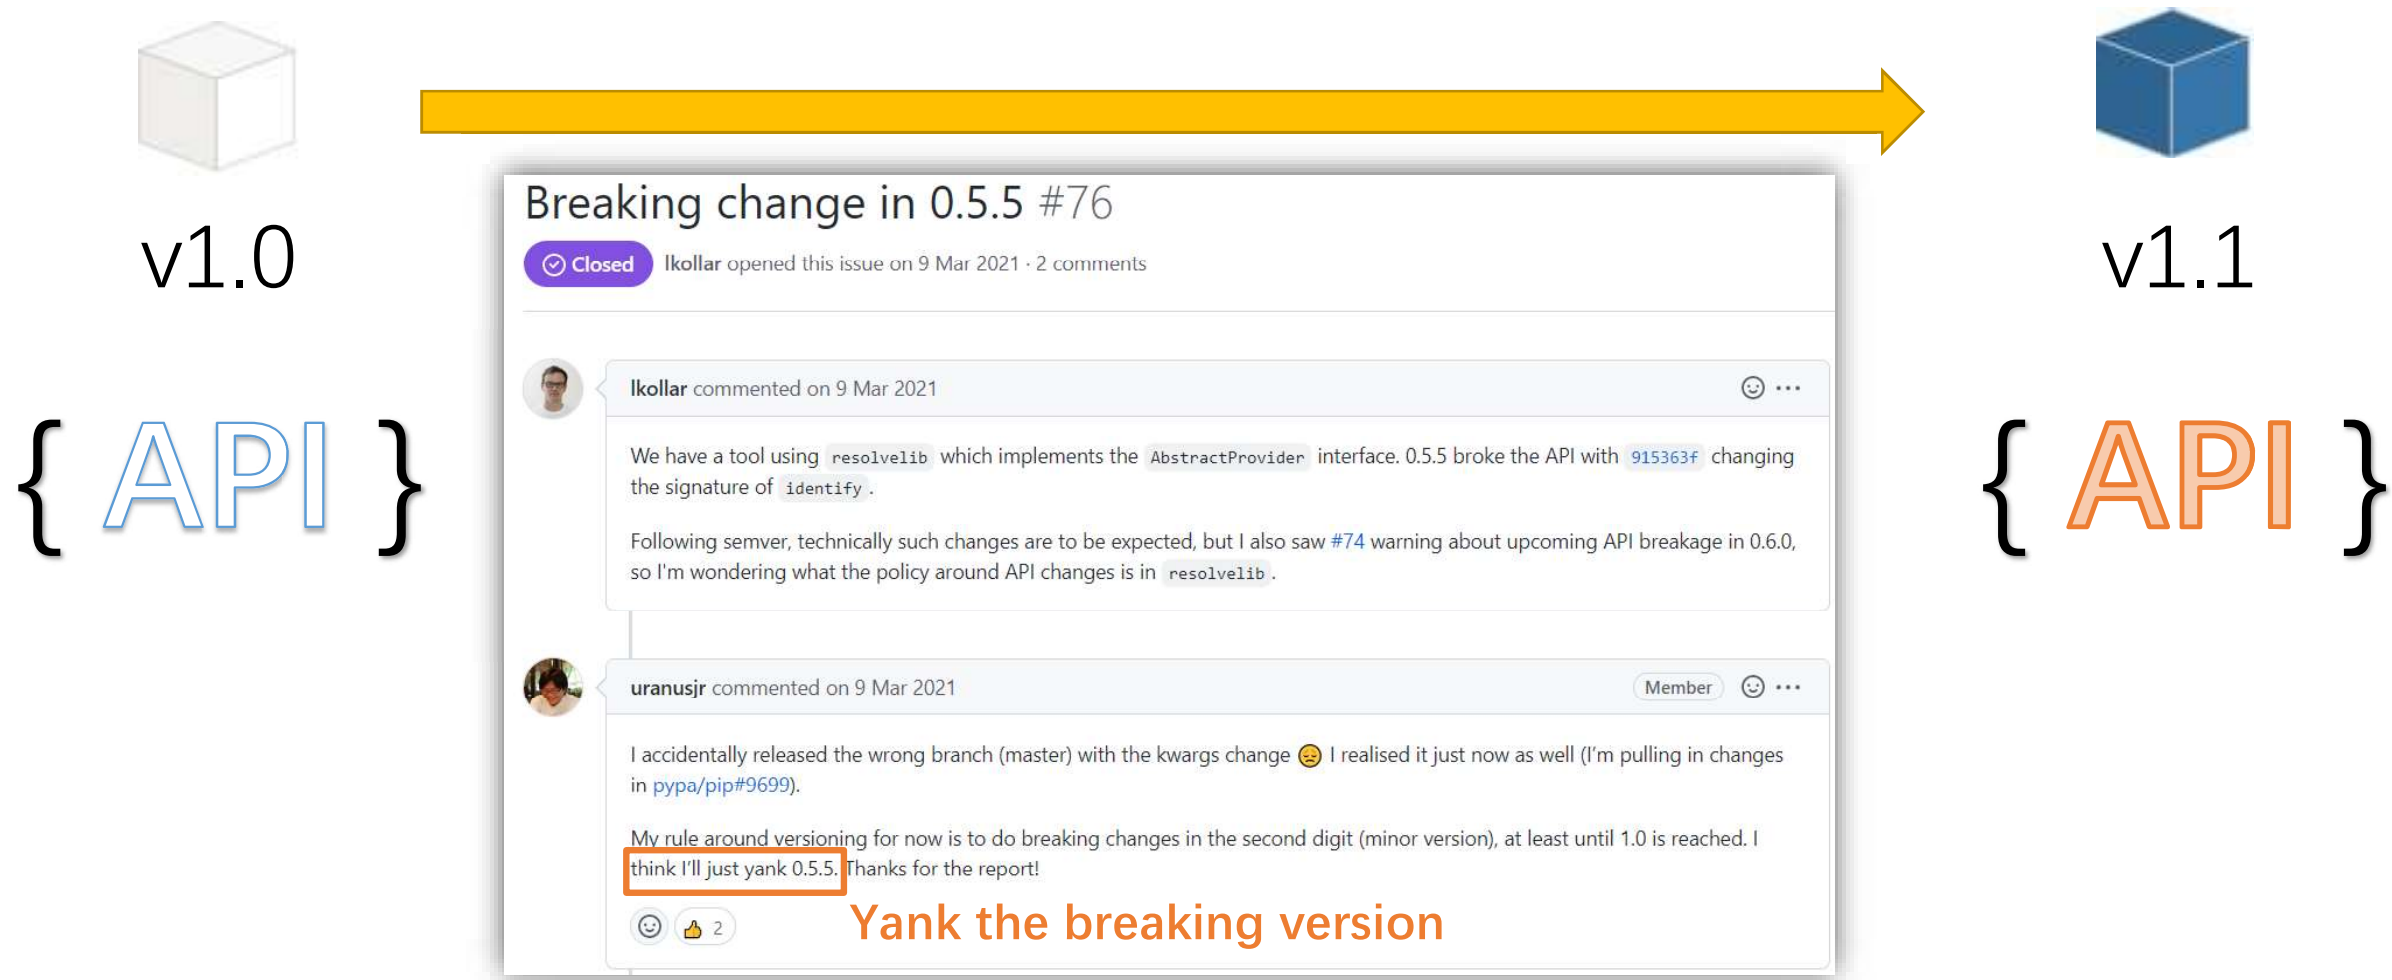 v1.0
{ API }
Breaking change in 0.5.5 #76
Closed lkollar opened this issue on 9 Mar 2021 · 2 comments
lkollar commented on 9 Mar 2021
We have a tool using resolvelib which implements the AbstractProvider interface. 0.5.5 broke the API with 915363f changing
the signature of identify.
Following semver, technically such changes are to be expected, but I also saw #74 warning about upcoming API breakage in 0.6.0,
so I'm wondering what the policy around API changes is in resolvelib.
uranusjr commented on 9 Mar 2021 Member
I accidentally released the wrong branch (master) with the kwargs change 😔 I realised it just now as well (I'm pulling in changes
in pypa/pip#9699).
My rule around versioning for now is to do breaking changes in the second digit (minor version), at least until 1.0 is reached. I
think I'll just yank 0.5.5. Thanks for the report!
👍 2
Yank the breaking version
v1.1
{ API }